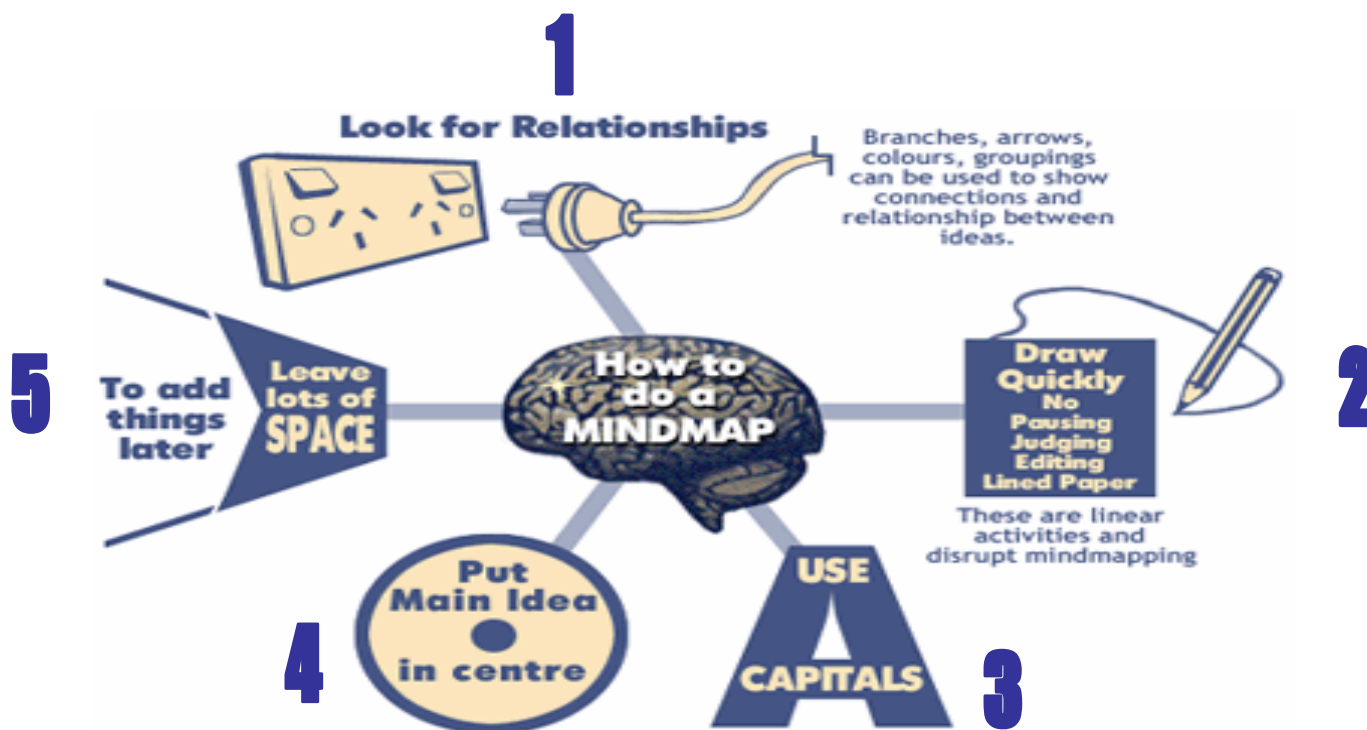 1
Look for Relationships
Branches, arrows,
colours, groupings
can be used to show
connections and
relationship between
ideas.
How to
do a
MINDMAP
2
Draw
Quickly
No
Pausing
Judging
Editing
Lined Paper
These are linear
activities and
disrupt mindmapping
3
USE
A
CAPITALS
4
Put
Main Idea
in centre
5
Leave
lots of
SPACE
To add
things
later